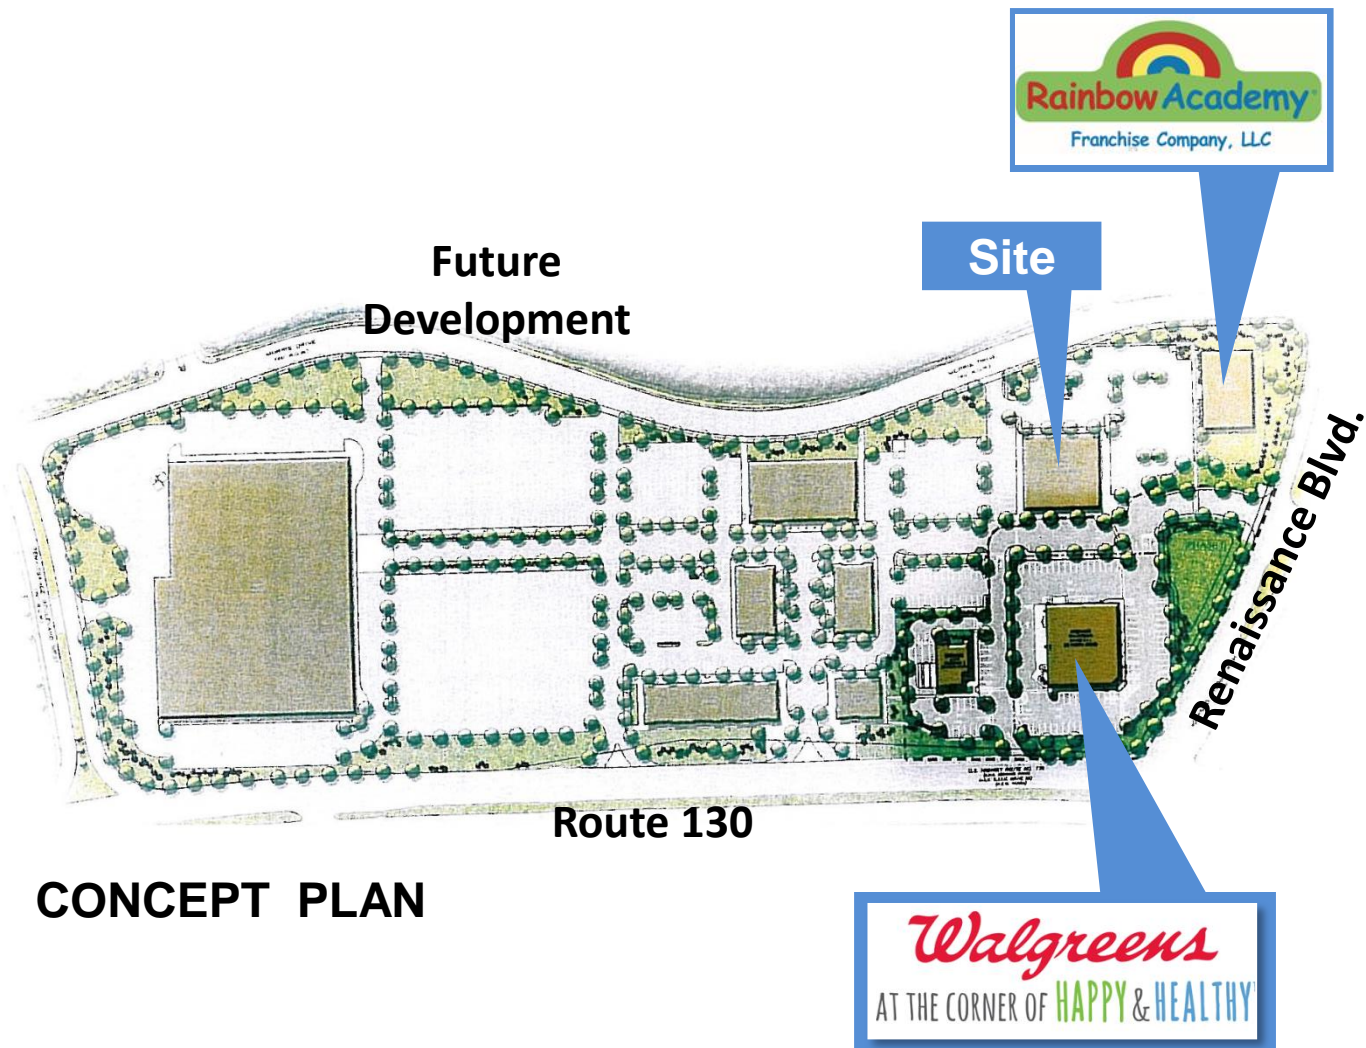 Rainbow Academy
Franchise Company, LLC
Site
Future
Development
Renaissance Blvd.
Route 130
CONCEPT PLAN
Walgreens
AT THE CORNER OF HAPPY & HEALTHY